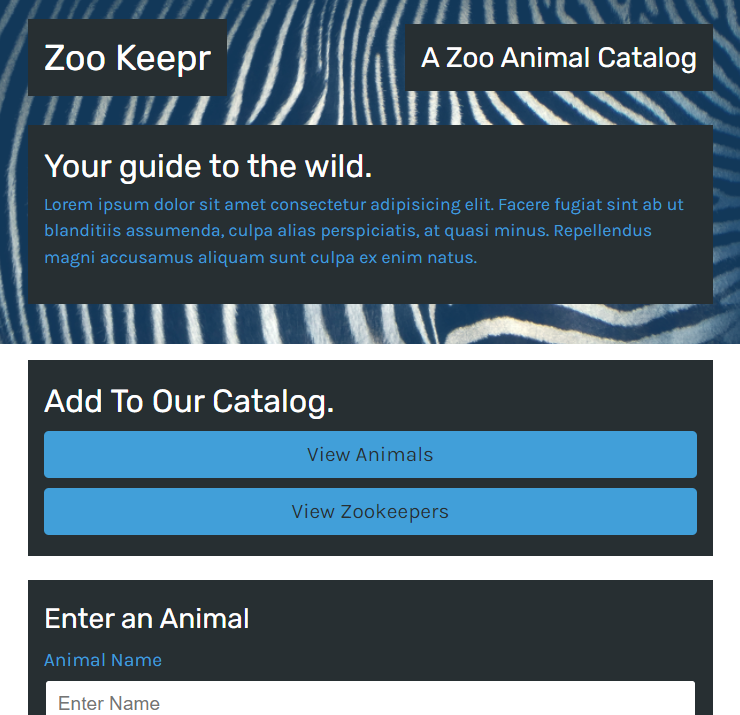 Zoo Keepr
A Zoo Animal Catalog
Your guide to the wild.
Lorem ipsum dolor sit amet consectetur adipisicing elit. Facere fugiat sint ab ut
blanditiis assumenda, culpa alias perspiciatis, at quasi minus. Repellendus
magni accusamus aliquam sunt culpa ex enim natus.
Add To Our Catalog.
View Animals
View Zookeepers
Enter an Animal
Animal Name
Enter Name